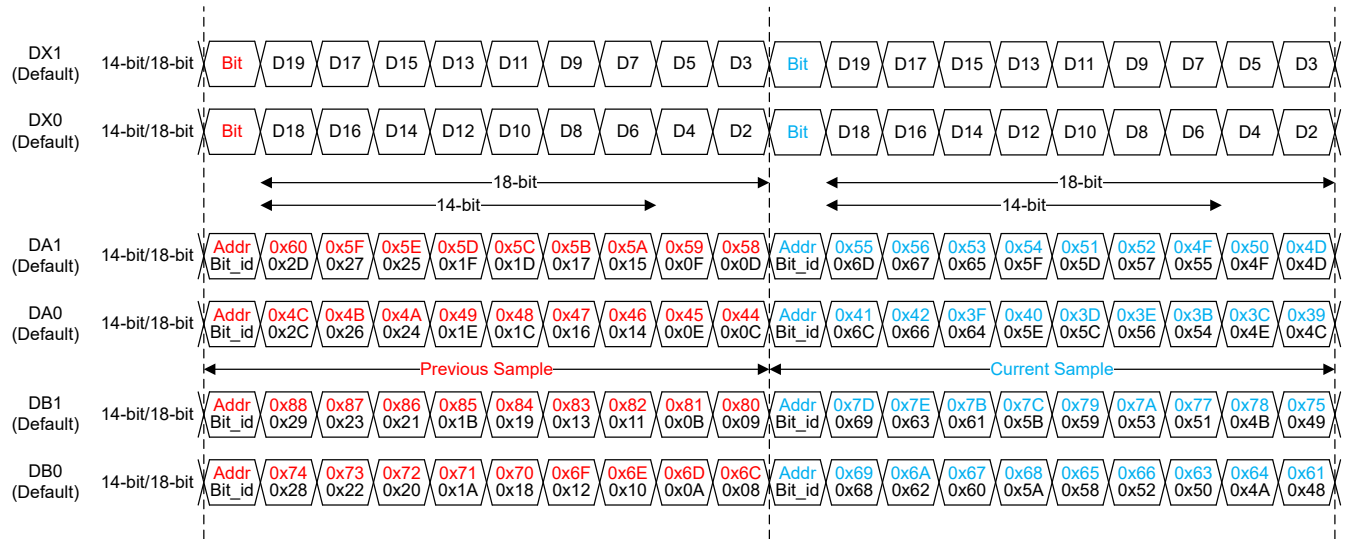 DX1
(Default)
14-bit/18-bit Bit D19 D17 D15 D13 D11 D9 D7 D5 D3 Bit D19 D17 D15 D13 D11 D9 D7 D5 D3
DX0
(Default)
14-bit/18-bit Bit D18 D16 D14 D12 D10 D8 D6 D4 D2 Bit D18 D16 D14 D12 D10 D8 D6 D4 D2
18-bit 18-bit
14-bit 14-bit
DA1
(Default)
14-bit/18-bit
Addr 0x60 0x5F 0x5E 0x5D 0x5C 0x5B 0x5A 0x59 0x58 Addr 0x55 0x56 0x53 0x54 0x51 0x52 0x4F 0x50 0x4D
Bit_id 0x2D 0x27 0x25 0x1F 0x1D 0x17 0x15 0x0F 0x0D Bit_id 0x6D 0x67 0x65 0x5F 0x5D 0x57 0x55 0x4F 0x4D
DA0
(Default)
14-bit/18-bit
Addr 0x4C 0x4B 0x4A 0x49 0x48 0x47 0x46 0x45 0x44 Addr 0x41 0x42 0x3F 0x40 0x3D 0x3E 0x3B 0x3C 0x39
Bit_id 0x2C 0x26 0x24 0x1E 0x1C 0x16 0x14 0x0E 0x0C Bit_id 0x6C 0x66 0x64 0x5E 0x5C 0x56 0x54 0x4E 0x4C
Previous Sample Current Sample
DB1
(Default)
14-bit/18-bit
Addr 0x88 0x87 0x86 0x85 0x84 0x83 0x82 0x81 0x80 Addr 0x7D 0x7E 0x7B 0x7C 0x79 0x7A 0x77 0x78 0x75
Bit_id 0x29 0x23 0x21 0x1B 0x19 0x13 0x11 0x0B 0x09 Bit_id 0x69 0x63 0x61 0x5B 0x59 0x53 0x51 0x4B 0x49
DB0
(Default)
14-bit/18-bit
Addr 0x74 0x73 0x72 0x71 0x70 0x6F 0x6E 0x6D 0x6C Addr 0x69 0x6A 0x67 0x68 0x65 0x66 0x63 0x64 0x61
Bit_id 0x28 0x22 0x20 0x1A 0x18 0x12 0x10 0x0A 0x08 Bit_id 0x68 0x62 0x60 0x5A 0x58 0x52 0x50 0x4A 0x48